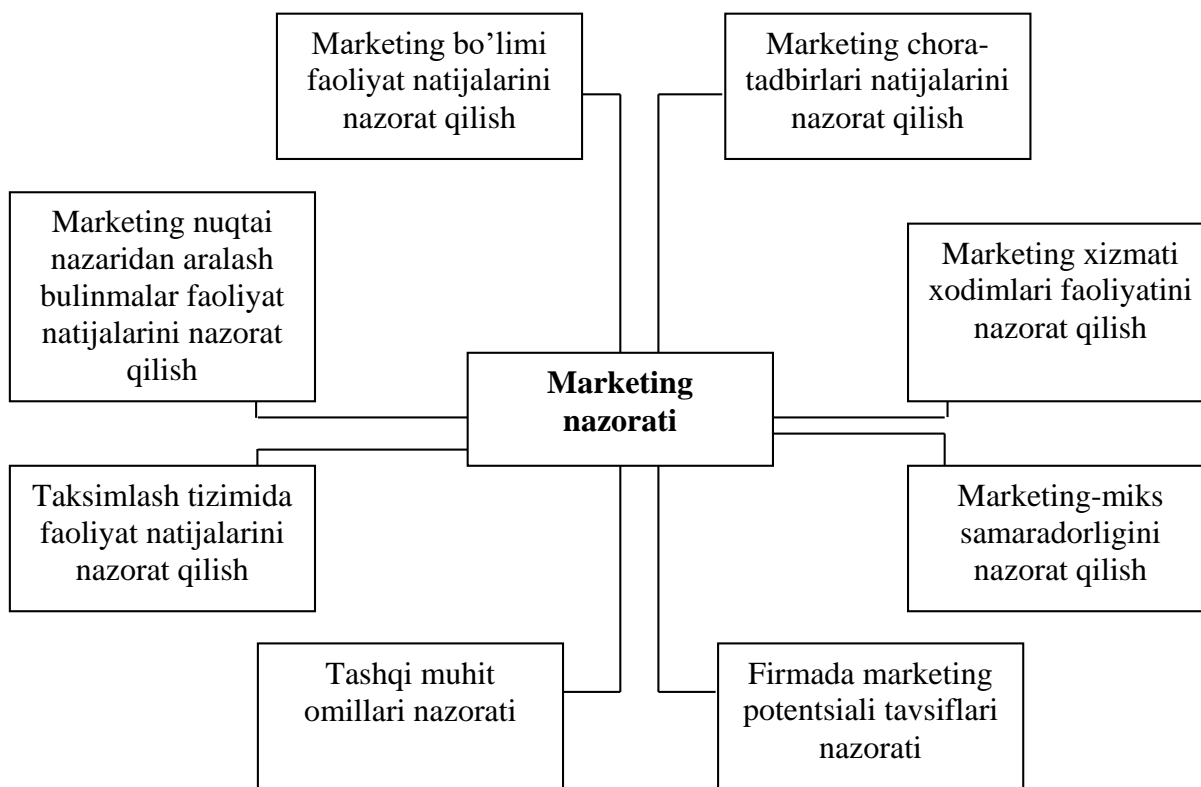 Marketing bo’limi
faoliyat natijalarini
nazorat qilish
Marketing chora-
tadbirlari natijalarini
nazorat qilish
Marketing nuqtai
nazaridan aralash
bulinmalar faoliyat
natijalarini nazorat
qilish
Marketing xizmati
xodimlari faoliyatini
nazorat qilish
Marketing
nazorati
Taksimlash tizimida
faoliyat natijalarini
nazorat qilish
Marketing-miks
samaradorligini
nazorat qilish
Tashqi muhit
omillari nazorati
Firmada marketing
potentsiali tavsiflari
nazorati